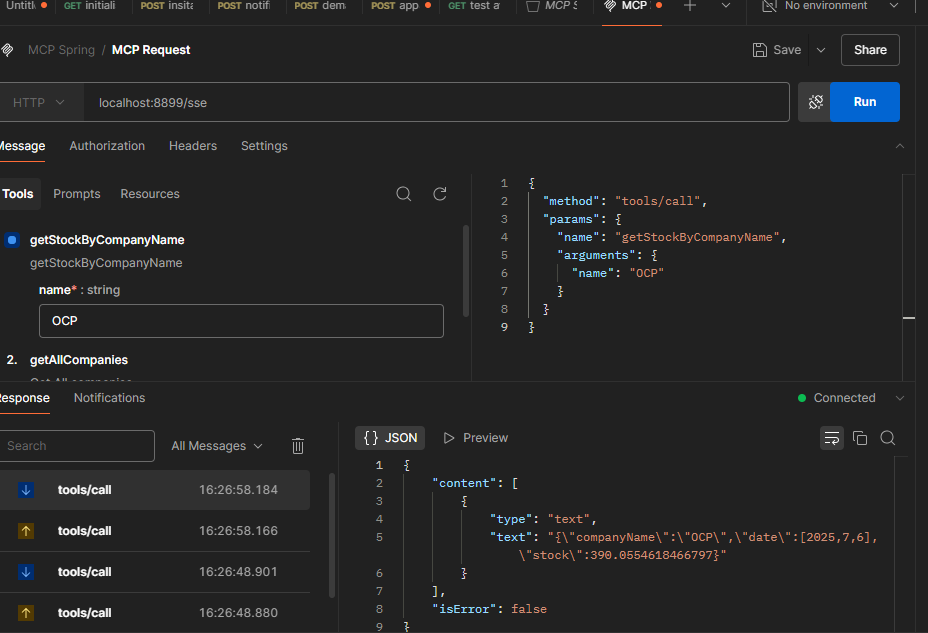 Untitl
GET initiali
POST insta
POST notif
POST dem
POST app
GET test a
MCP S
MCP
No environment
MCP Spring / MCP Request
Save
Share
HTTP
localhost:8899/sse
Run
Message
Authorization
Headers
Settings
Tools
Prompts
Resources
getStockByCompanyName
getStockByCompanyName
name* : string
OCP
2. getAllCompanies
Get All companies
1 {
2 "method": "tools/call",
3 "params": {
4 "name": "getStockByCompanyName",
5 "arguments": {
6 "name": "OCP"
7 }
8 }
9 }
Response
Notifications
Connected
Search
All Messages
tools/call 16:26:58.184
tools/call 16:26:58.166
tools/call 16:26:48.901
tools/call 16:26:48.880
{} JSON
Preview
1 {
2 "content": [
3 {
4 "type": "text",
5 "text": "{\"companyName\":\"OCP\",\"date\":[2025,7,6],
\"stock\":390.0554618466797}"
6 }
7 ],
8 "isError": false
9 }